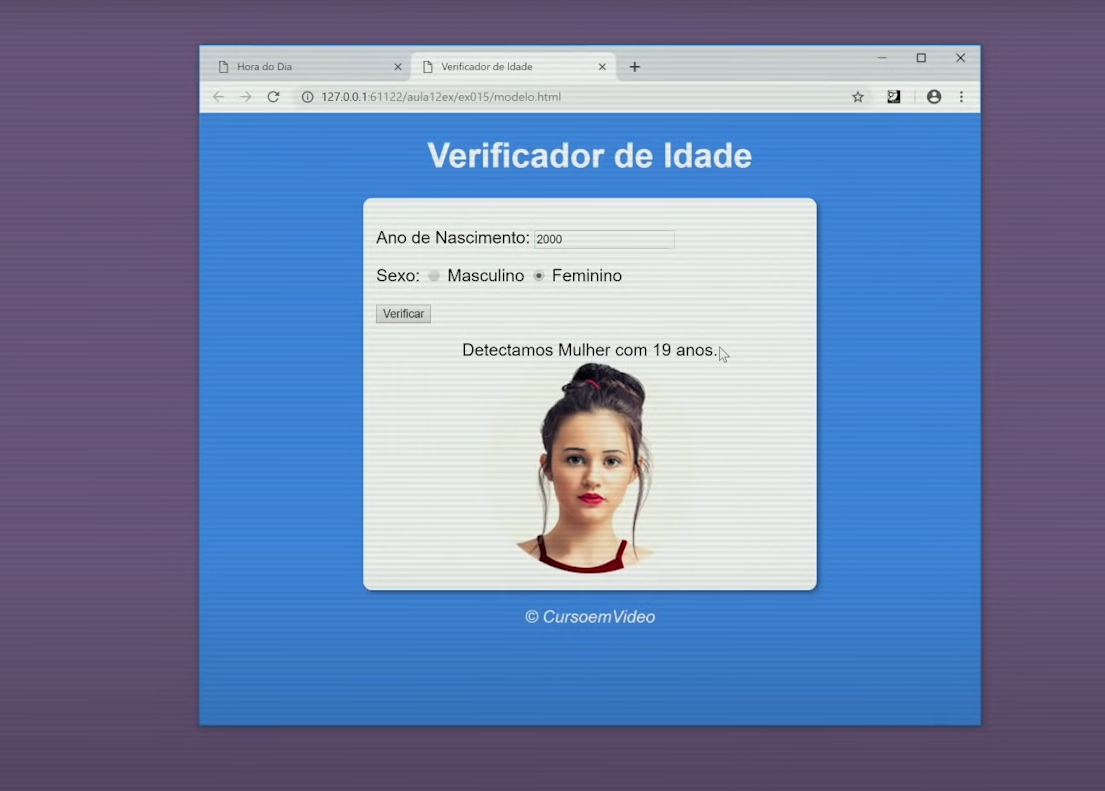 Hora do Dia
Verificador de Idade
127.0.0.1:61122/aula12ex/ex015/modelo.html
Verificador de Idade
Ano de Nascimento: 2000
Sexo: Masculino Feminino
Verificar
Detectamos Mulher com 19 anos.
© CursoemVideo